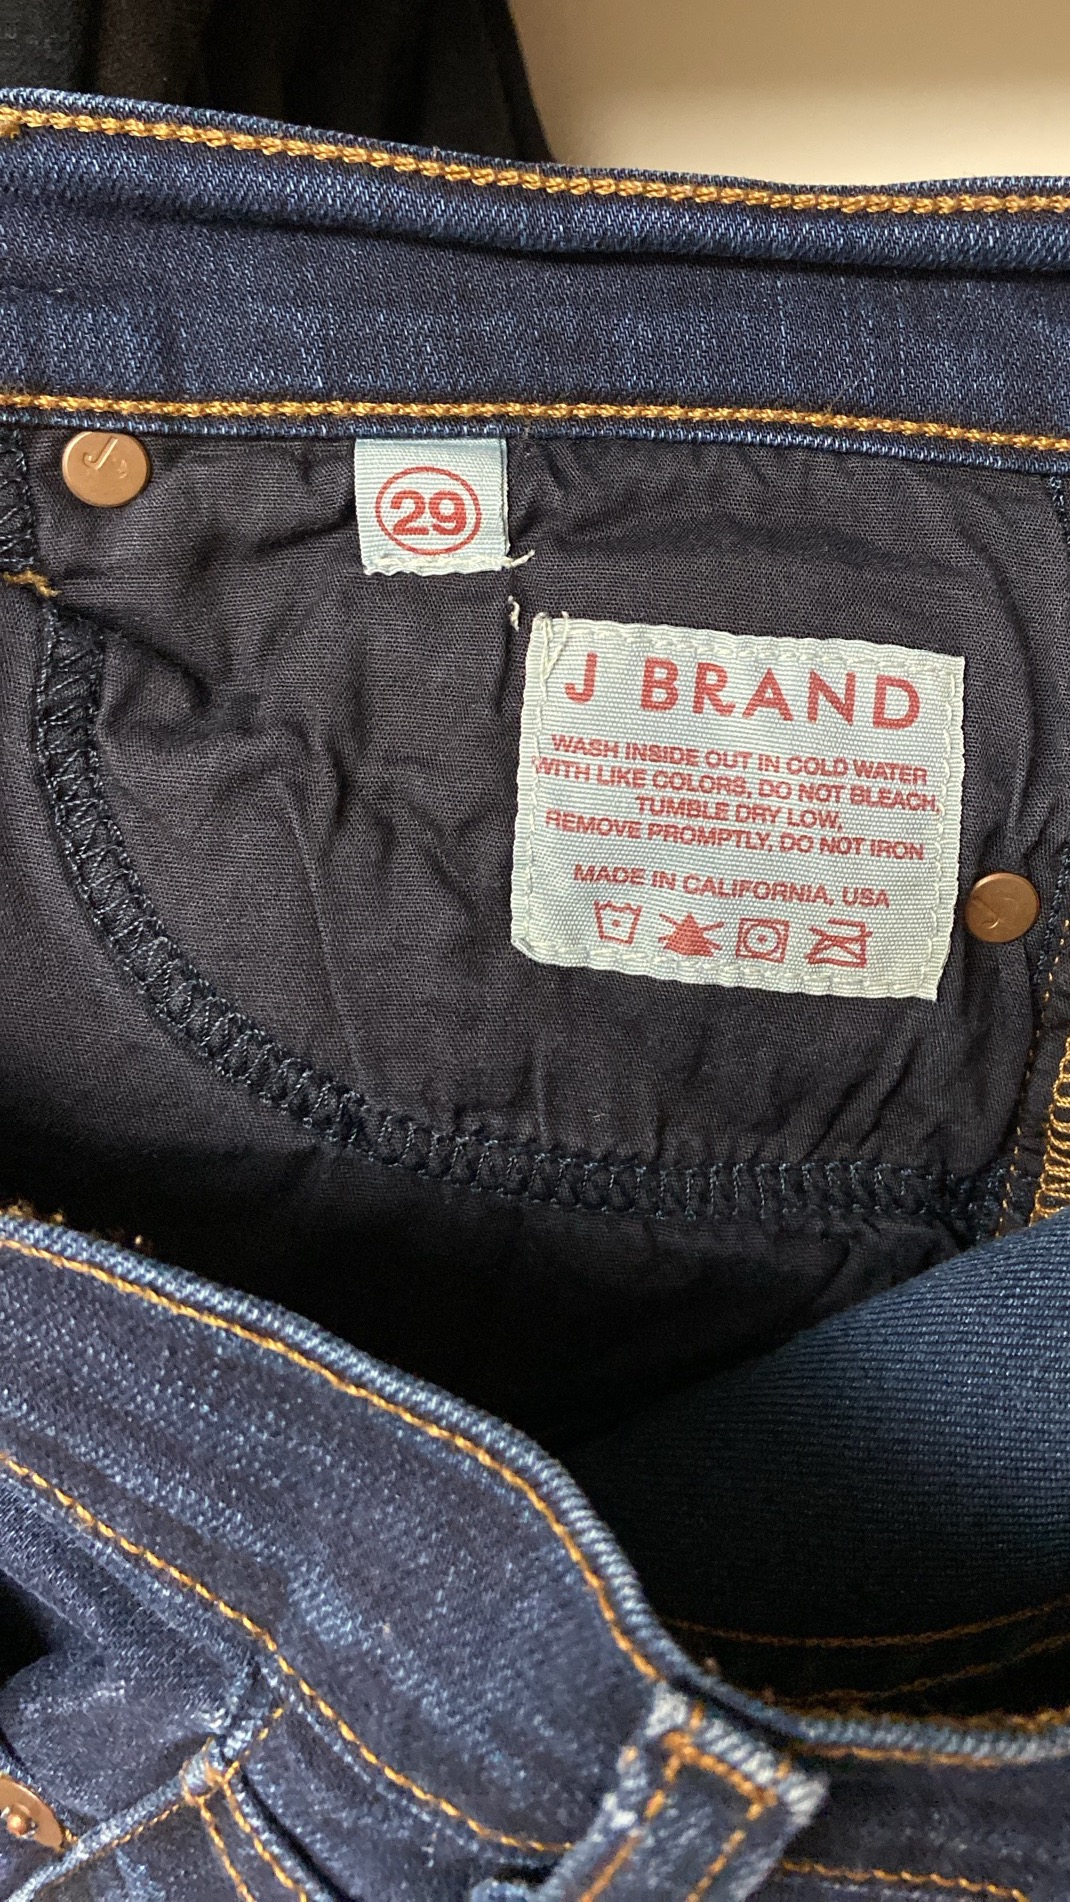 J
29
J BRAND
WASH INSIDE OUT IN COLD WATER
WITH LIKE COLORS, DO NOT BLEACH,
TUMBLE DRY LOW,
REMOVE PROMPTLY, DO NOT IRON
MADE IN CALIFORNIA, USA
J